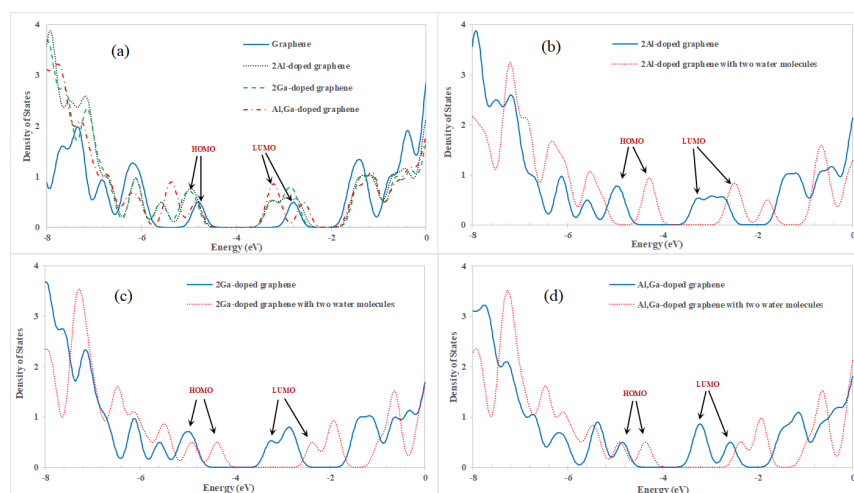 (a)
Graphene
2Al-doped graphene
2Ga-doped graphene
Al,Ga-doped graphene
HOMO
LUMO
Density of States
4
3
2
1
0
-8
-6
-4
-2
0
Energy (eV)
(b)
2Al-doped graphene
2Al-doped graphene with two water molecules
HOMO
LUMO
Density of States
4
3
2
1
0
-8
-6
-4
-2
0
Energy (eV)
(c)
2Ga-doped graphene
2Ga-doped graphene with two water molecules
HOMO
LUMO
Density of States
4
3
2
1
0
-8
-6
-4
-2
0
Energy (eV)
(d)
Al,Ga-doped graphene
Al,Ga-doped graphene with two water molecules
HOMO
LUMO
Density of States
4
3
2
1
0
-8
-6
-4
-2
0
Energy (eV)